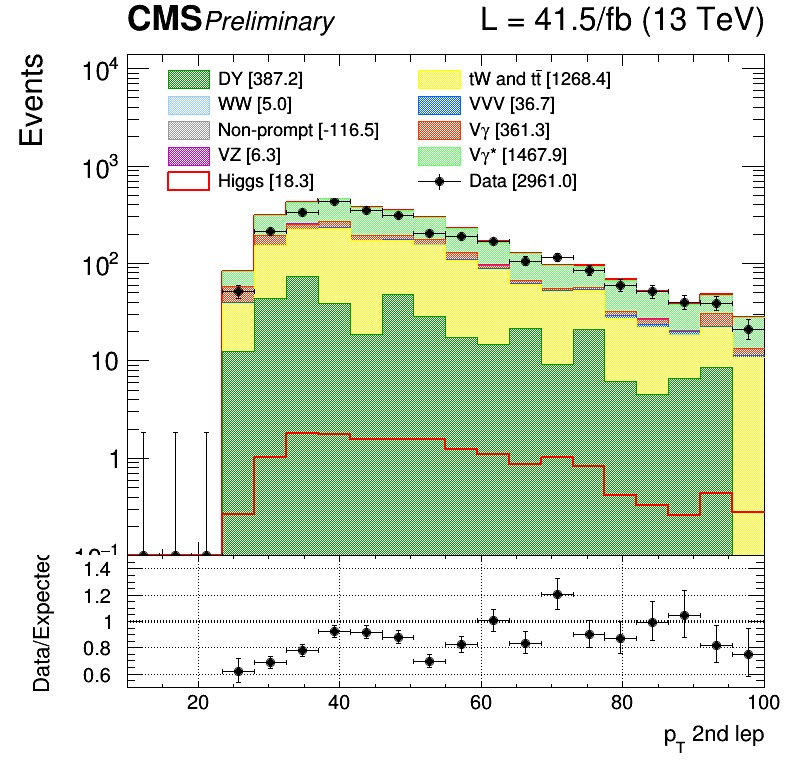 CMS Preliminary L = 41.5/fb (13 TeV)
Events
10⁴
10³
10²
10
1
10⁻¹
DY [387.2]
tW and tt̄ [1268.4]
WW [5.0]
VVV [36.7]
Non-prompt [-116.5]
Vγ [361.3]
VZ [6.3]
Vγ* [1467.9]
Higgs [18.3]
Data [2961.0]
Data/Expected
1.4
1.2
1
0.8
0.6
20 40 60 80 100
p_T 2nd lep